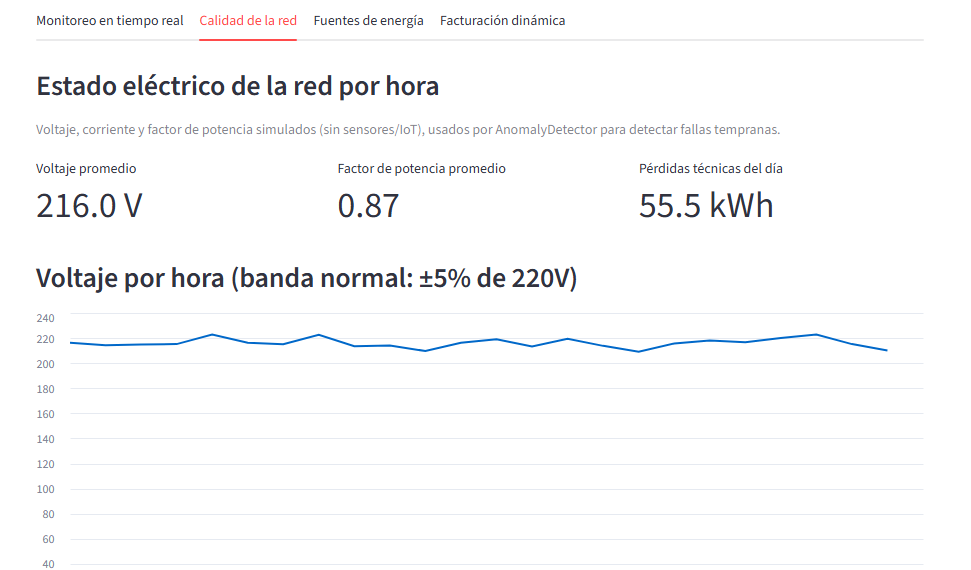 Monitoreo en tiempo real Calidad de la red Fuentes de energía Facturación dinámica
Estado eléctrico de la red por hora
Voltaje, corriente y factor de potencia simulados (sin sensores/IoT), usados por AnomalyDetector para detectar fallas tempranas.
Voltaje promedio Factor de potencia promedio Pérdidas técnicas del día
216.0 V 0.87 55.5 kWh
Voltaje por hora (banda normal: ±5% de 220V)
240
220
200
180
160
140
120
100
80
60
40